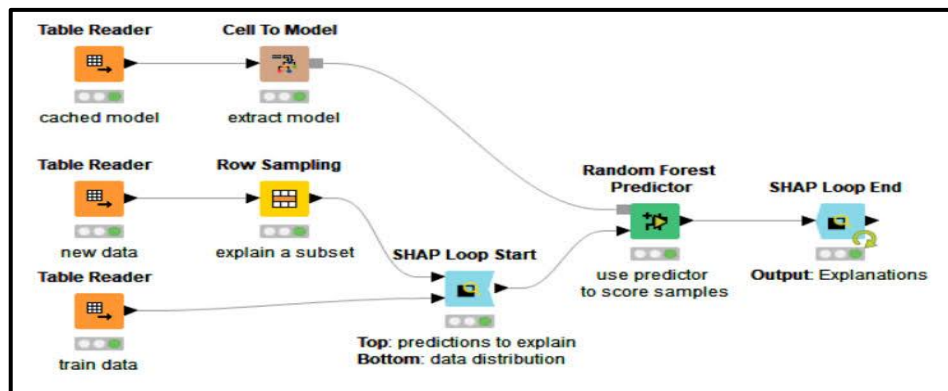 Table Reader
Cell To Model
cached model
extract model
Table Reader
Row Sampling
Random Forest
Predictor
SHAP Loop End
new data
explain a subset
SHAP Loop Start
use predictor
to score samples
Output: Explanations
Table Reader
train data
Top: predictions to explain
Bottom: data distribution